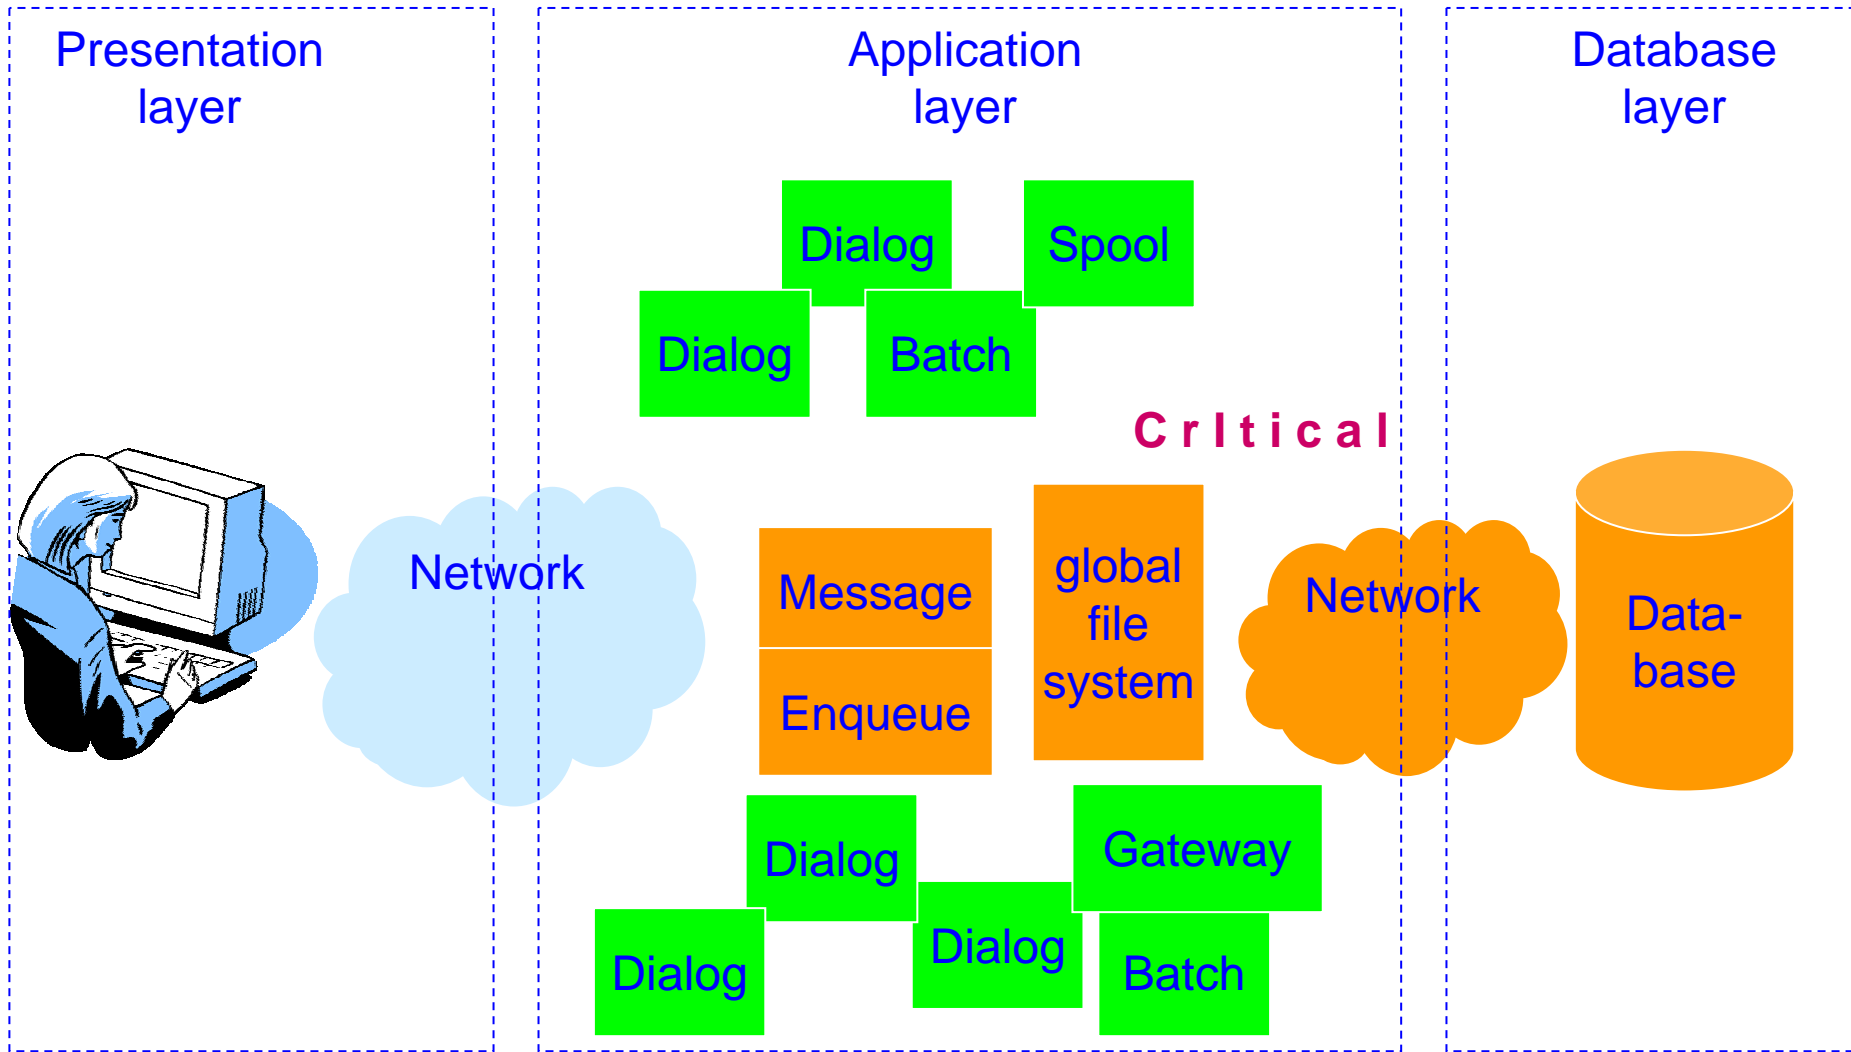 Presentation
layer
Application
layer
Database
layer
Dialog
Spool
Dialog
Batch
C r I t i c a l
Network
Message
Enqueue
global
file
system
Network
Data-
base
Dialog
Gateway
Dialog
Dialog
Batch